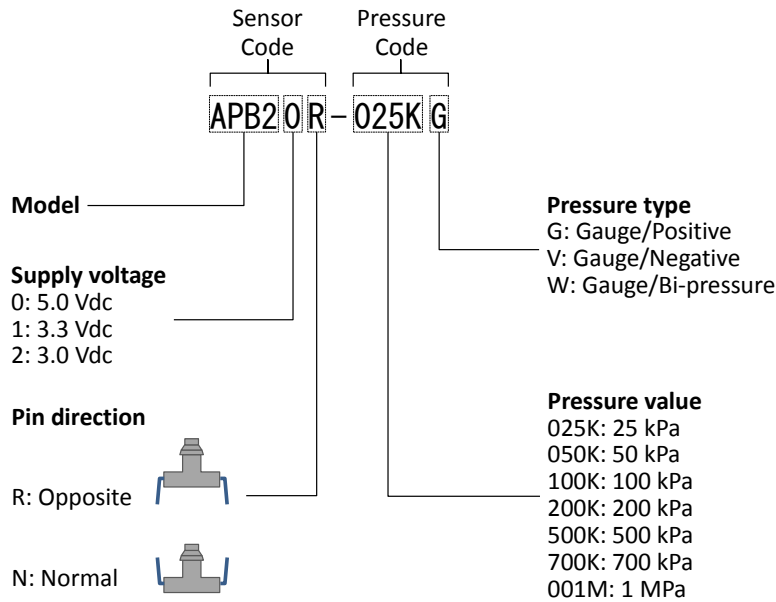 Sensor Code
Pressure Code
APB20R-025KG
Model
Supply voltage
0: 5.0 Vdc
1: 3.3 Vdc
2: 3.0 Vdc
Pin direction
R: Opposite
N: Normal
Pressure type
G: Gauge/Positive
V: Gauge/Negative
W: Gauge/Bi-pressure
Pressure value
025K: 25 kPa
050K: 50 kPa
100K: 100 kPa
200K: 200 kPa
500K: 500 kPa
700K: 700 kPa
001M: 1 MPa